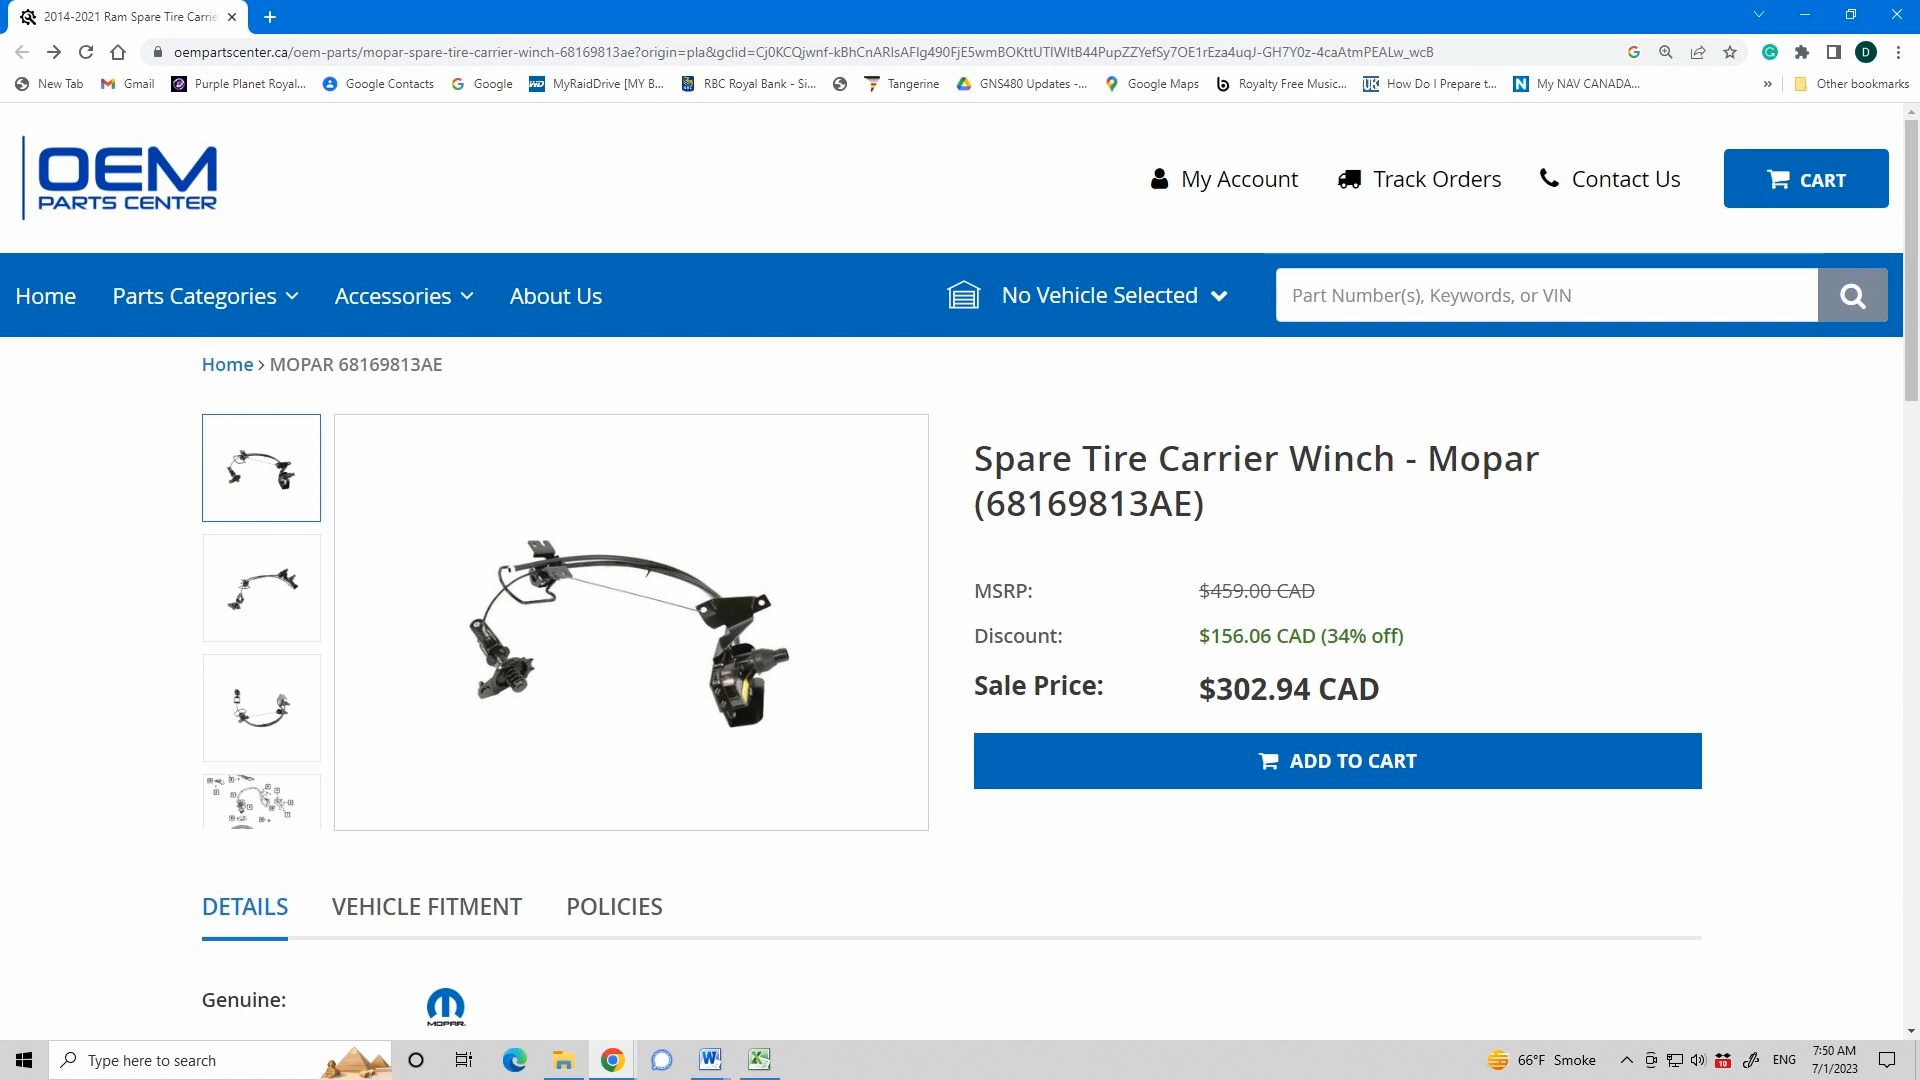 2014-2021 Ram Spare Tire Carrie
oempartscenter.ca/oem-parts/mopar-spare-tire-carrier-winch-68169813ae?origin=pla&gclid=Cj0KCQjwnf-kBhCnARIsAFlg490FjE5wmBOKttUTlWItB44PupZZYefSy7OE1rEza4uqJ-GH7Y0z-4caAtmPEALw_wcB
D
New Tab Gmail Purple Planet Royal... Google Contacts Google MyRaidDrive [MY B... RBC Royal Bank - Si... Tangerine GNS480 Updates -... Google Maps Royalty Free Music... How Do I Prepare t... My NAV CANADA... » Other bookmarks
OEM
PARTS CENTER
My Account Track Orders Contact Us CART
Home Parts Categories Accessories About Us No Vehicle Selected Part Number(s), Keywords, or VIN
Home > MOPAR 68169813AE
Spare Tire Carrier Winch - Mopar
(68169813AE)
MSRP: $459.00 CAD
Discount: $156.06 CAD (34% off)
Sale Price: $302.94 CAD
ADD TO CART
DETAILS VEHICLE FITMENT POLICIES
Genuine:
MOPAR
Type here to search
66°F Smoke
ENG
7:50 AM
7/1/2023